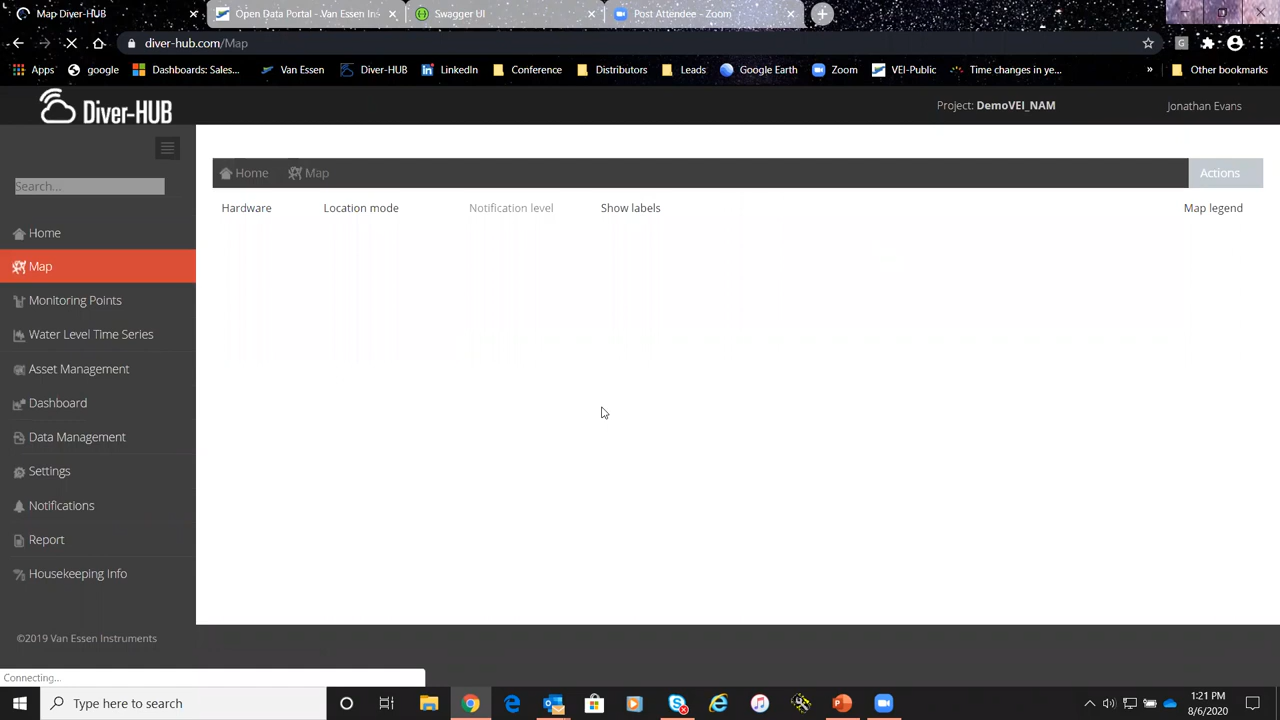 Map Diver-HUB
Open Data Portal - Van Essen Ins
Swagger UI
Post Attendee - Zoom
diver-hub.com/Map
Apps
google
Dashboards: Sales...
Van Essen
Diver-HUB
LinkedIn
Conference
Distributors
Leads
Google Earth
Zoom
VEI-Public
Time changes in ye...
»
Other bookmarks
Diver-HUB
Project: DemoVEI_NAM
Jonathan Evans
Search...
Home
Map
Actions
Hardware
Location mode
Notification level
Show labels
Map legend
Home
Map
Monitoring Points
Water Level Time Series
Asset Management
Dashboard
Data Management
Settings
Notifications
Report
Housekeeping Info
©2019 Van Essen Instruments
Connecting...
Type here to search
1:21 PM
8/6/2020